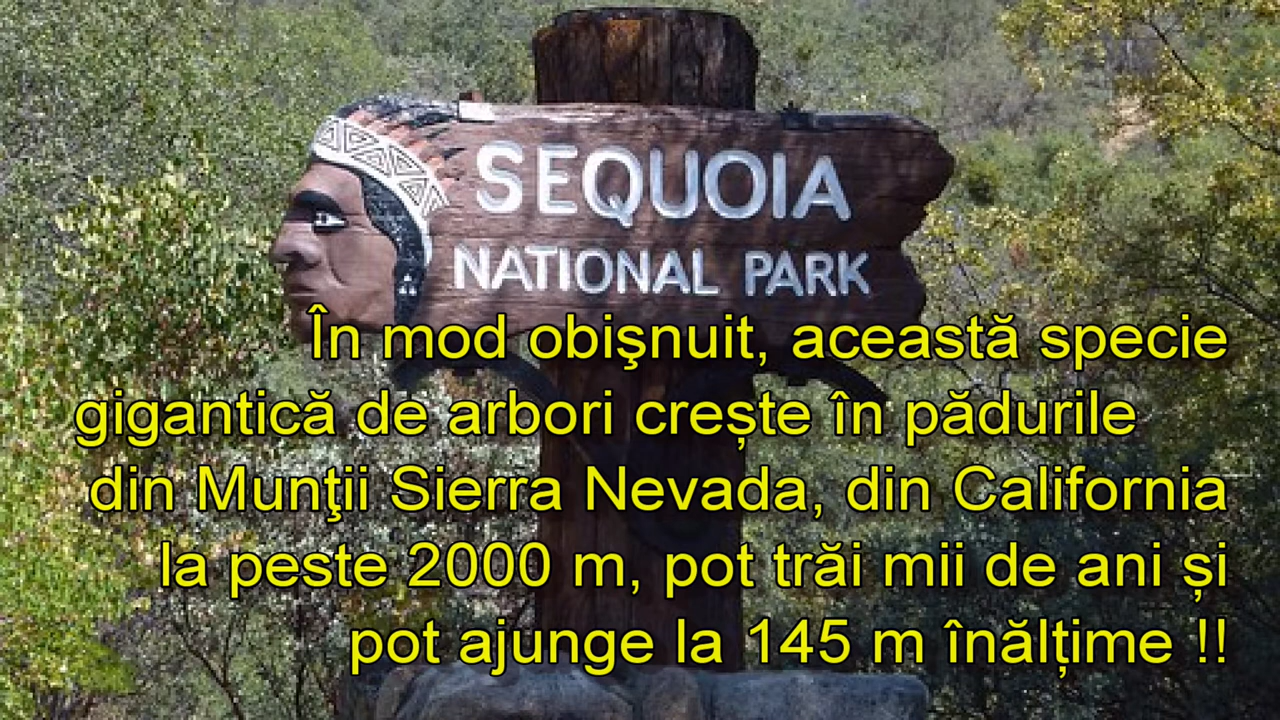 SEQUOIA
NATIONAL PARK
În mod obişnuit, această specie
gigantică de arbori crește în pădurile
din Munţii Sierra Nevada, din California
la peste 2000 m, pot trăi mii de ani și
pot ajunge la 145 m înălțime !!